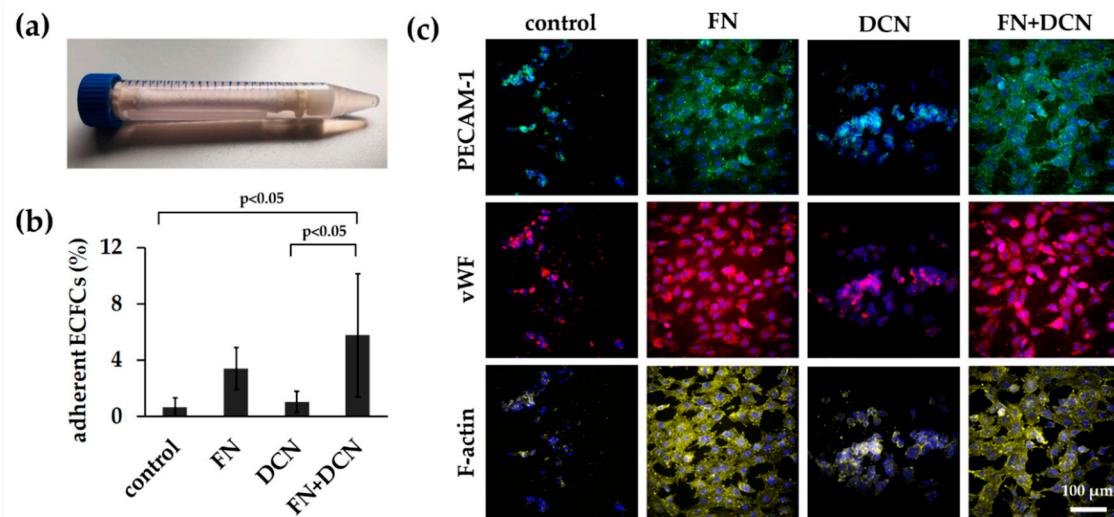 (a)
(b)
p<0.05
p<0.05
adherent ECFCs (%)
12
8
4
0
control
FN
DCN
FN+DCN
(c)
control FN DCN FN+DCN
PECAM-1
vWF
F-actin
100 µm